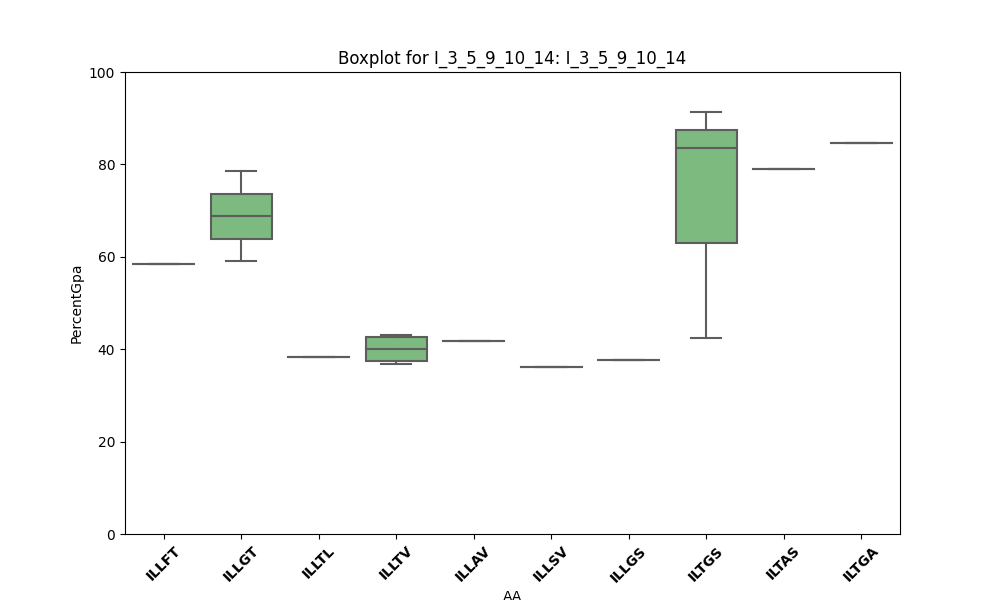 Boxplot for I_3_5_9_10_14: I_3_5_9_10_14
100
80
60
40
20
0
PercentGpa
ILLFT ILLGT ILLTL ILLTV ILLAV ILLSV ILLGS ILTGS ILTAS ILTGA
AA